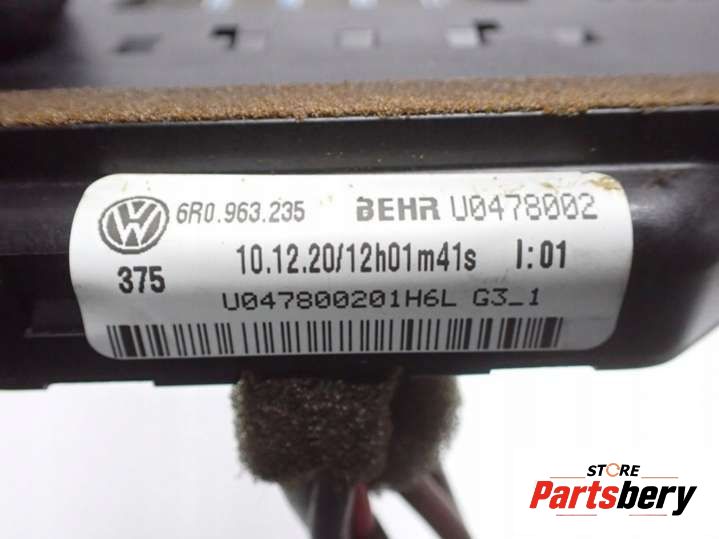 6R0.963.235 BEHR U0478002
375 10.12.20/12h01m41s I:01
U047800201H6L G3_1
STORE
Partsbery